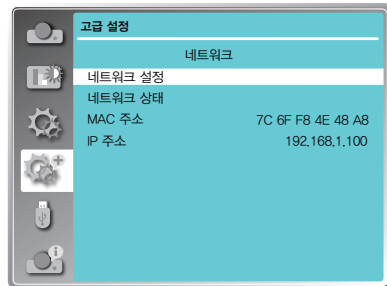 고급 설정
네트워크
네트워크 설정
네트워크 상태
MAC 주소 7C 6F F8 4E 48 A8
IP 주소 192.168.1.100